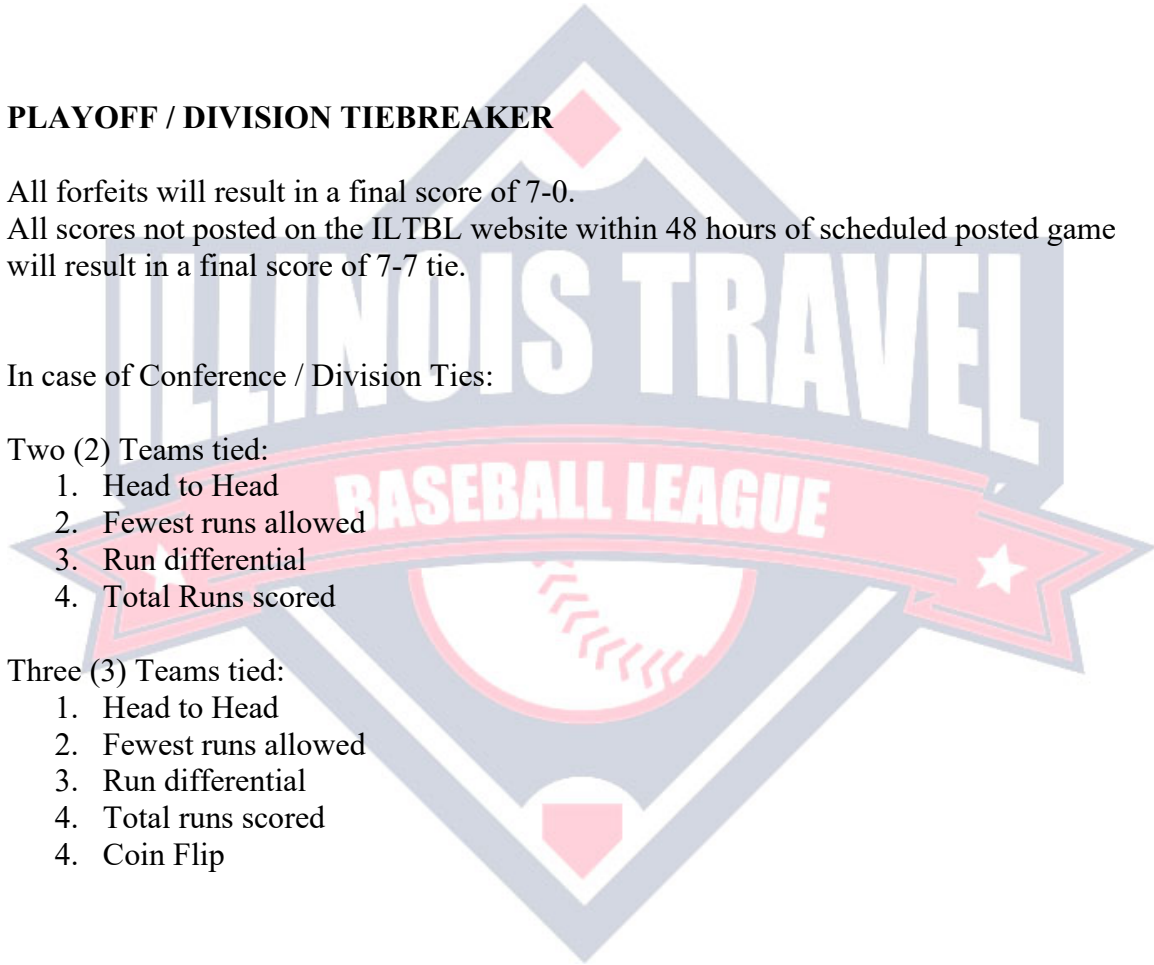 PLAYOFF / DIVISION TIEBREAKER
All forfeits will result in a final score of 7-0.
All scores not posted on the ILTBL website within 48 hours of scheduled posted game
will result in a final score of 7-7 tie.
ILLINOIS TRAVEL
In case of Conference / Division Ties:
Two (2) Teams tied:
1. Head to Head
BASEBALL LEAGUE
2. Fewest runs allowed
3. Run differential
4. Total Runs scored
Three (3) Teams tied:
1. Head to Head
2. Fewest runs allowed
3. Run differential
4. Total runs scored
4. Coin Flip